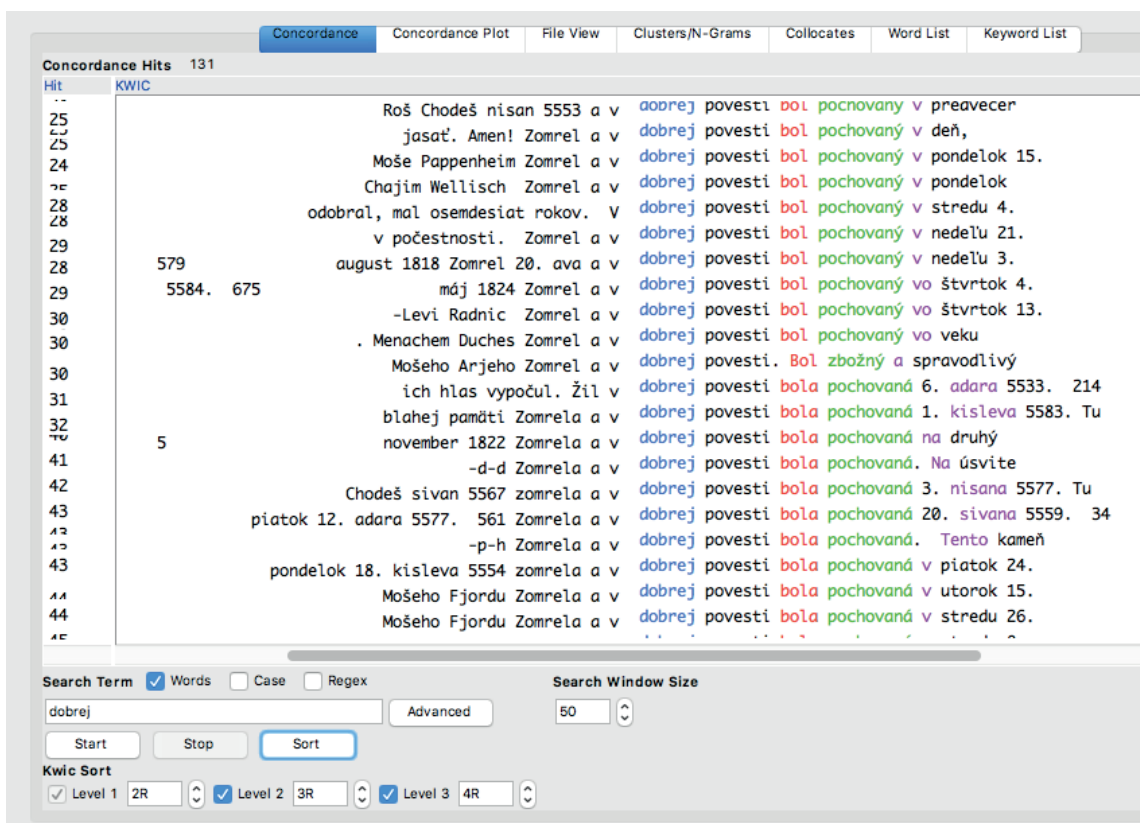 Concordance Concordance Plot File View Clusters/N-Grams Collocates Word List Keyword List
Concordance Hits 131
Hit KWIC
25 Roš Chodeš nisan 5553 a v dobrej povesti bol pochovaný v predvečer
25 jasať. Amen! Zomrel a v dobrej povesti bol pochovaný v deň,
24 Moše Pappenheim Zomrel a v dobrej povesti bol pochovaný v pondelok 15.
Chajim Wellisch Zomrel a v dobrej povesti bol pochovaný v pondelok
28 odobral, mal osemdesiat rokov. V dobrej povesti bol pochovaný v stredu 4.
28
29 v počestnosti. Zomrel a v dobrej povesti bol pochovaný v nedeľu 21.
28 579 august 1818 Zomrel 20. ava a v dobrej povesti bol pochovaný v nedeľu 3.
29 5584. 675 máj 1824 Zomrel a v dobrej povesti bol pochovaný vo štvrtok 4.
30 -Levi Radnic Zomrel a v dobrej povesti bol pochovaný vo štvrtok 13.
30 . Menachem Duches Zomrel a v dobrej povesti bol pochovaný vo veku
30 Mošeho Arjeho Zomrel a v dobrej povesti. Bol zbožný a spravodlivý
31 ich hlas vypočul. Žil v dobrej povesti bola pochovaná 6. adara 5533. 214
32 blahej pamäti Zomrela a v dobrej povesti bola pochovaná 1. kisleva 5583. Tu
5 november 1822 Zomrela a v dobrej povesti bola pochovaná na druhý
41 -d-d Zomrela a v dobrej povesti bola pochovaná. Na úsvite
42 Chodeš sivan 5567 zomrela a v dobrej povesti bola pochovaná 3. nisana 5577. Tu
43 piatok 12. adara 5577. 561 Zomrela a v dobrej povesti bola pochovaná 20. sivana 5559. 34
-p-h Zomrela a v dobrej povesti bola pochovaná. Tento kameň
43 pondelok 18. kisleva 5554 zomrela a v dobrej povesti bola pochovaná v piatok 24.
Mošeho Fjordu Zomrela a v dobrej povesti bola pochovaná v utorok 15.
44 Mošeho Fjordu Zomrela a v dobrej povesti bola pochovaná v stredu 26.
Search Term Words Case Regex Search Window Size
dobrej Advanced 50
Start Stop Sort
Kwic Sort
Level 1 2R Level 2 3R Level 3 4R